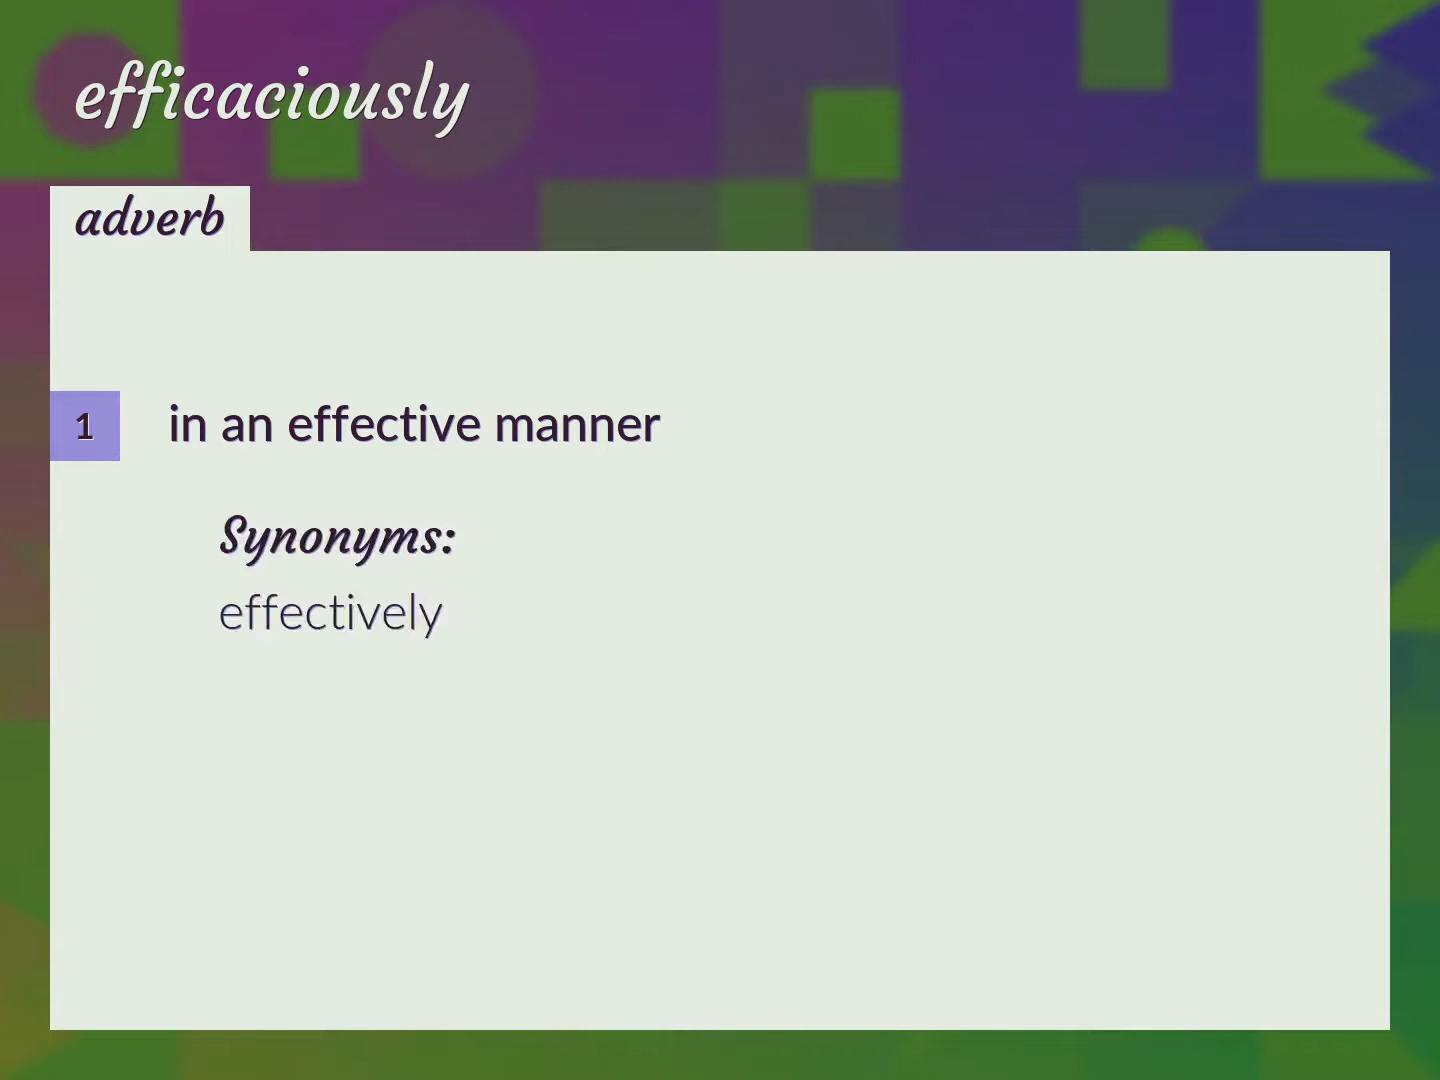 efficaciously
adverb
1 in an effective manner
Synonyms:
effectively